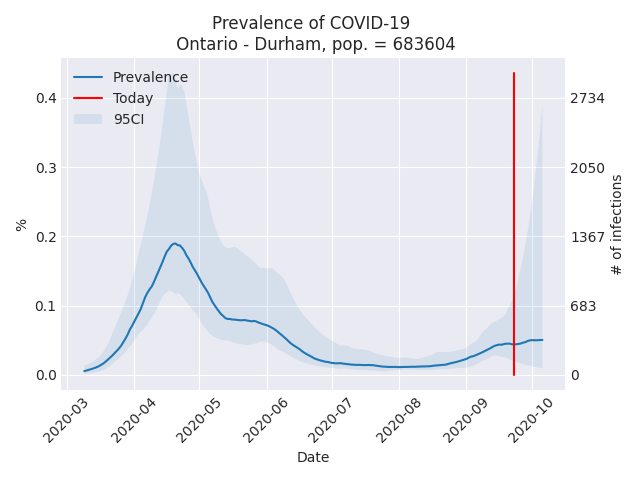 Prevalence of COVID-19
Ontario - Durham, pop. = 683604
Prevalence
Today
95CI
%
0.4
0.3
0.2
0.1
0.0
2734
2050
1367
683
0
# of infections
2020-03
2020-04
2020-05
2020-06
2020-07
2020-08
2020-09
2020-10
Date